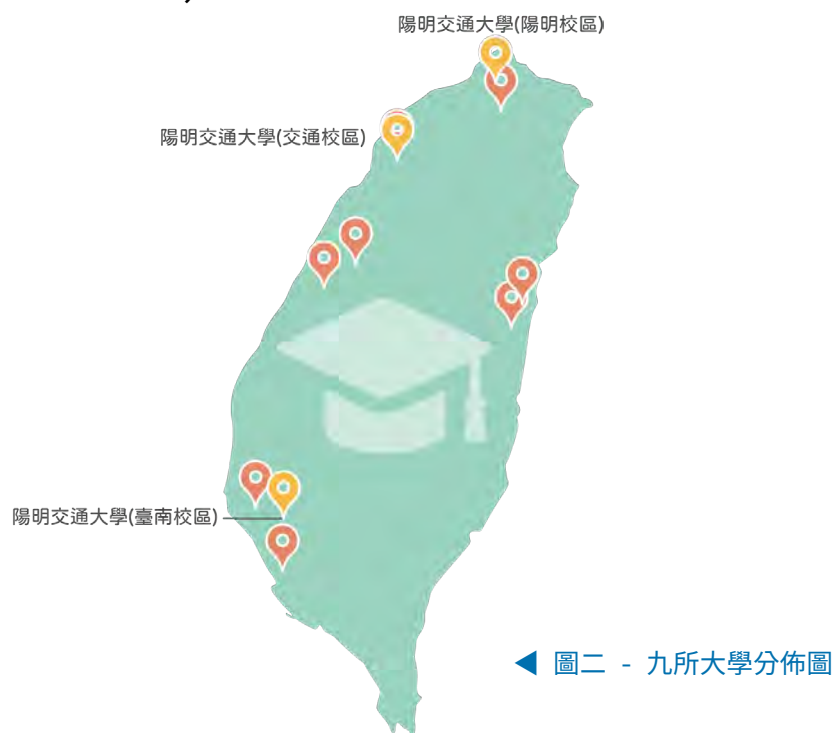 陽明交通大學(陽明校區)
陽明交通大學(交通校區)
陽明交通大學(臺南校區)
◀ 圖二 - 九所大學分佈圖